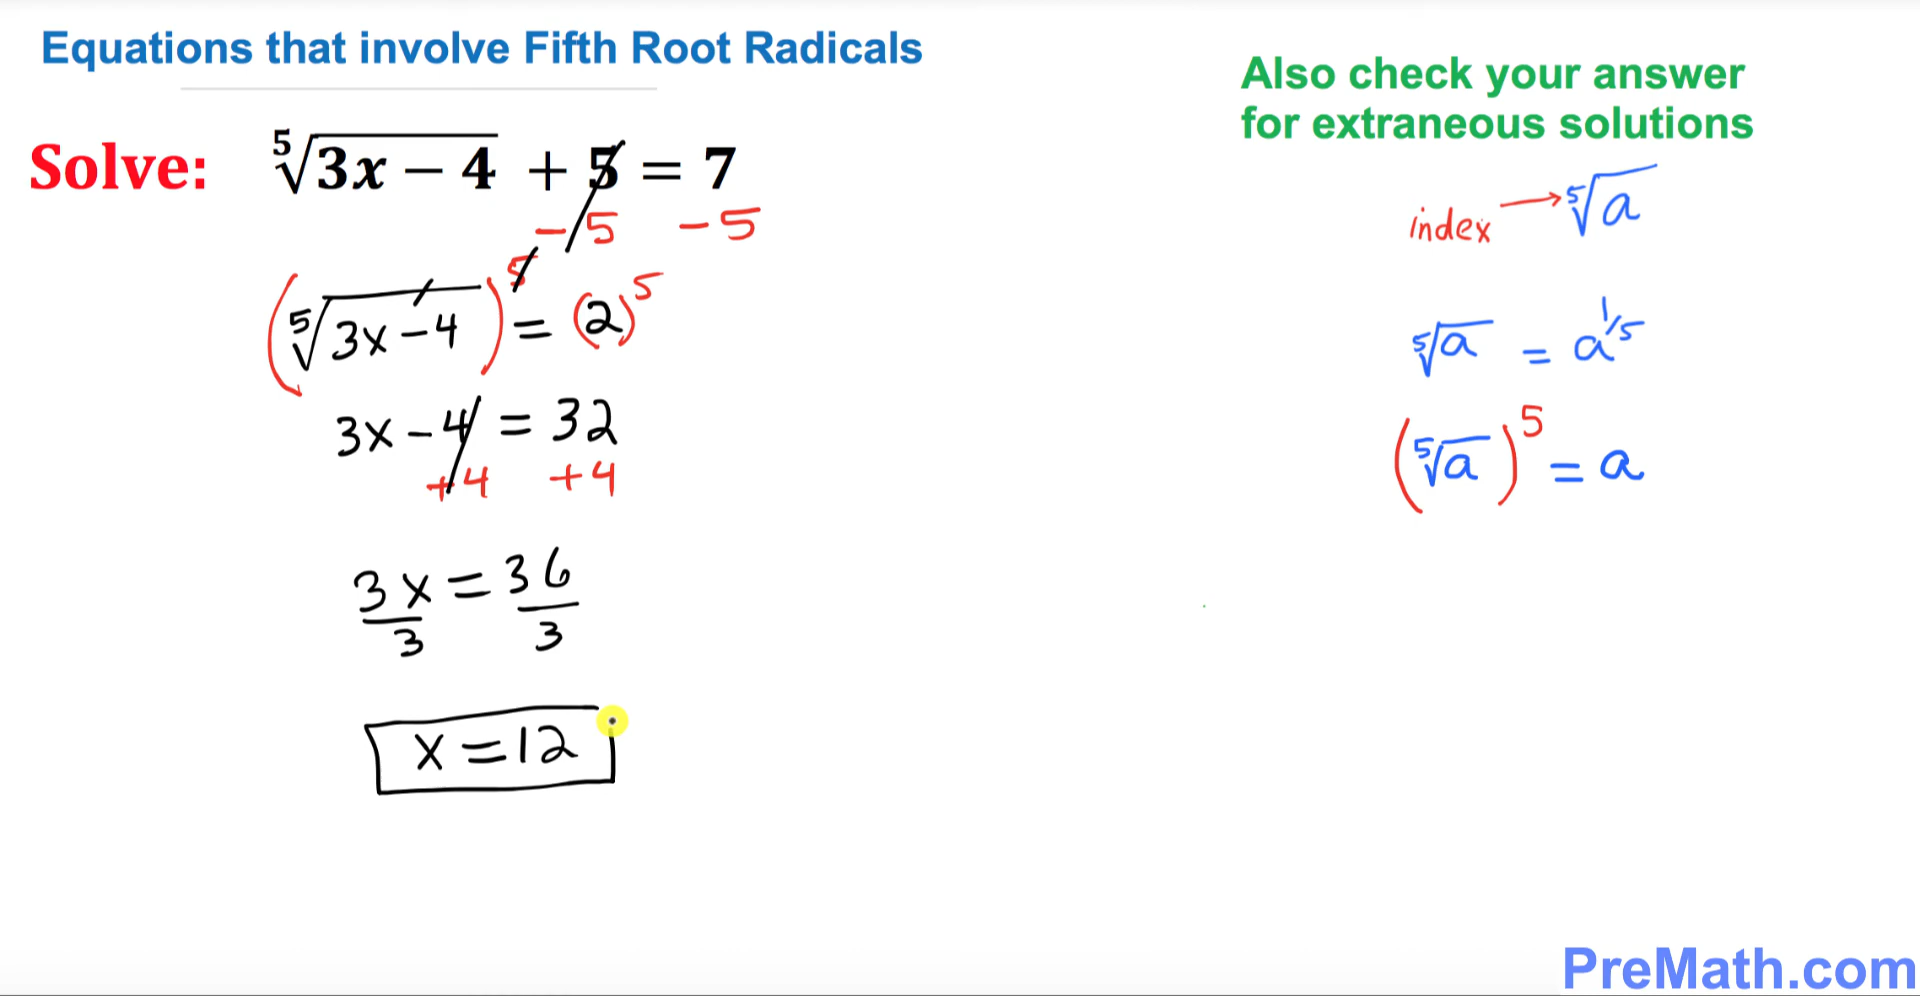 Equations that involve Fifth Root Radicals
Also check your answer
for extraneous solutions
Solve: ⁵√(3x − 4) + 5 = 7
−5 −5
(⁵√(3x−4))⁵ = (2)⁵
3x−4 = 32
+4 +4
3x = 36
3 3
x = 12
index → ⁵√a
⁵√a = a^1/5
(⁵√a)⁵ = a
PreMath.com